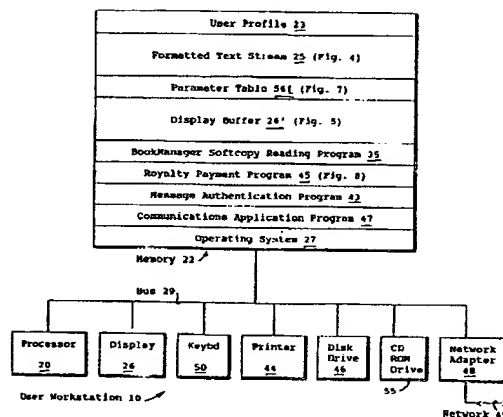 User Profile 23
Formatted Text Stream 25 (Fig. 4)
Parameter Table 56f (Fig. 7)
Display Buffer 26' (Fig. 5)
BookManager Softcopy Reading Program 35
Royalty Payment Program 45 (Fig. 8)
Message Authentication Program 43
Communications Application Program 47
Operating System 27
Memory 22
Bus 29
Processor 20
Display 26
Keybd 50
Printer 44
Disk Drive 46
CD ROM Drive 55
Network Adapter 48
User Workstation 10
Network